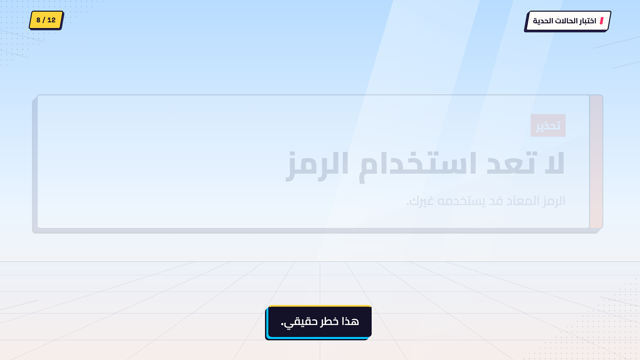 اختبار الحالات الحدية
8 / 12
تحذير
لا تعد استخدام الرمز
الرمز المعاد قد يستخدمه غيرك.
هذا خطر حقيقي.